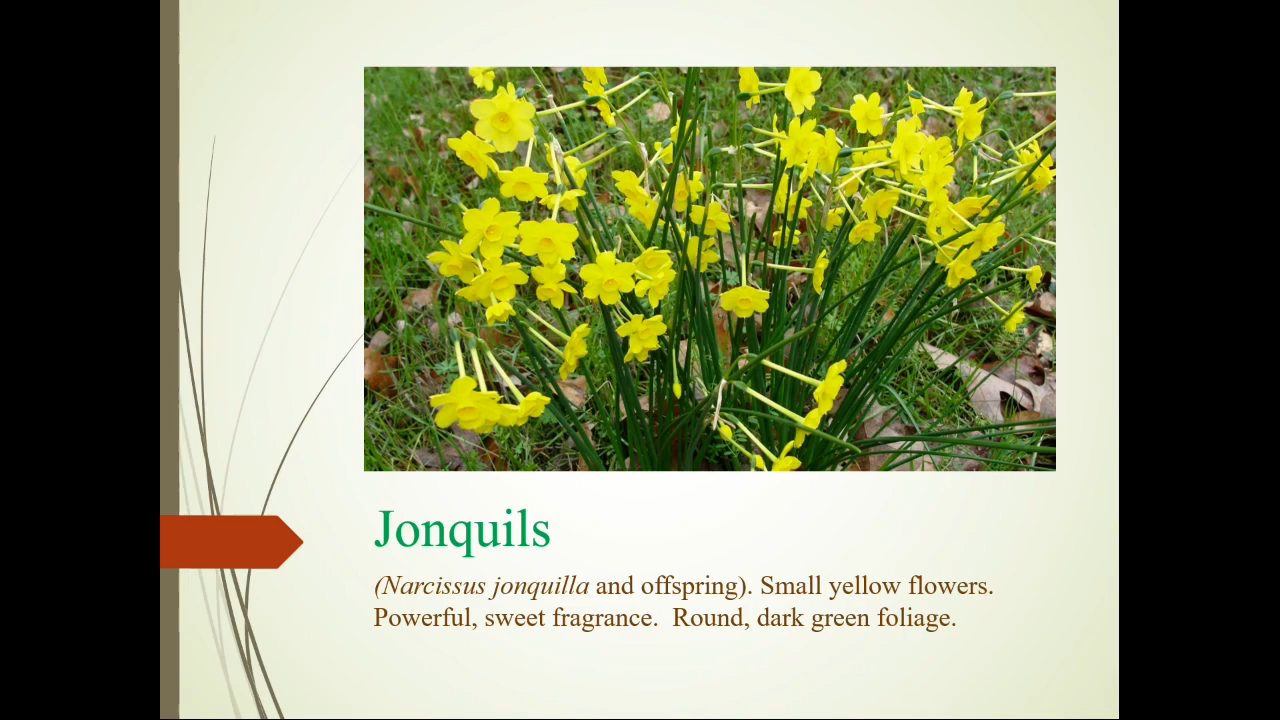 Jonquils
(Narcissus jonquilla and offspring). Small yellow flowers.
Powerful, sweet fragrance.  Round, dark green foliage.